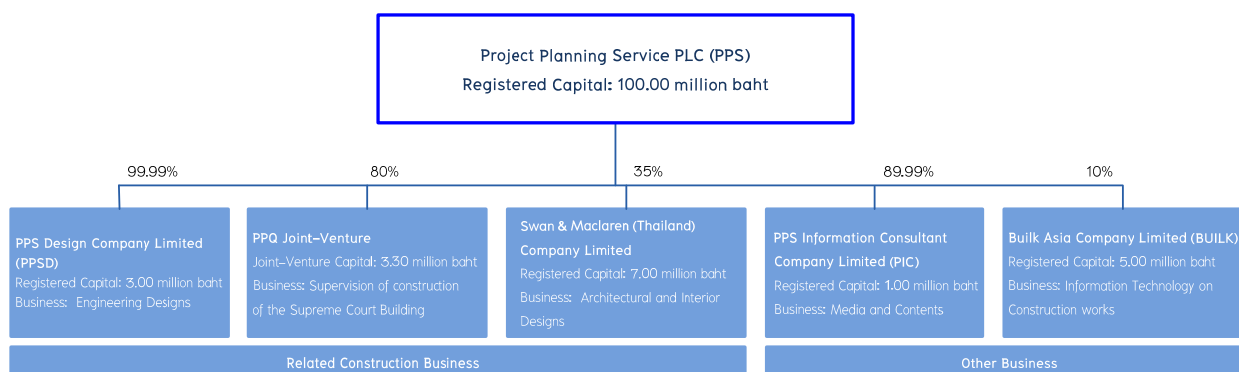 Project Planning Service PLC (PPS)
Registered Capital: 100.00 million baht
99.99%
80%
35%
89.99%
10%
PPS Design Company Limited
(PPSD)
Registered Capital: 3.00 million baht
Business: Engineering Designs
PPQ Joint-Venture
Joint-Venture Capital: 3.30 million baht
Business: Supervision of construction
of the Supreme Court Building
Swan & Maclaren (Thailand)
Company Limited
Registered Capital: 7.00 million baht
Business: Architectural and Interior
Designs
PPS Information Consultant
Company Limited (PIC)
Registered Capital: 1.00 million baht
Business: Media and Contents
Builk Asia Company Limited (BUILK)
Registered Capital: 5.00 million baht
Business: Information Technology on
Construction works
Related Construction Business
Other Business